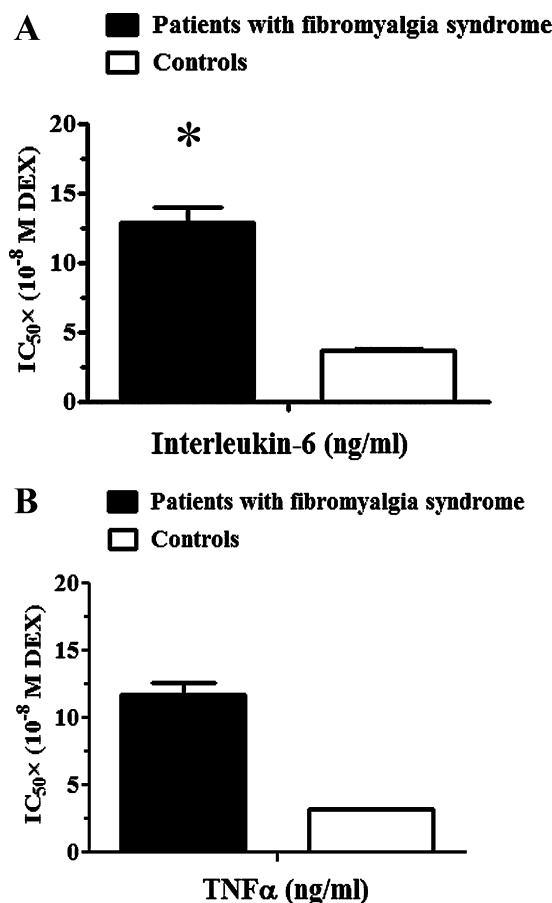 A
Patients with fibromyalgia syndrome
Controls
20
15
10
5
0
IC₅₀× (10⁻⁸ M DEX)
*
Interleukin-6 (ng/ml)
B
Patients with fibromyalgia syndrome
Controls
20
15
10
5
0
IC₅₀× (10⁻⁸ M DEX)
TNFα (ng/ml)